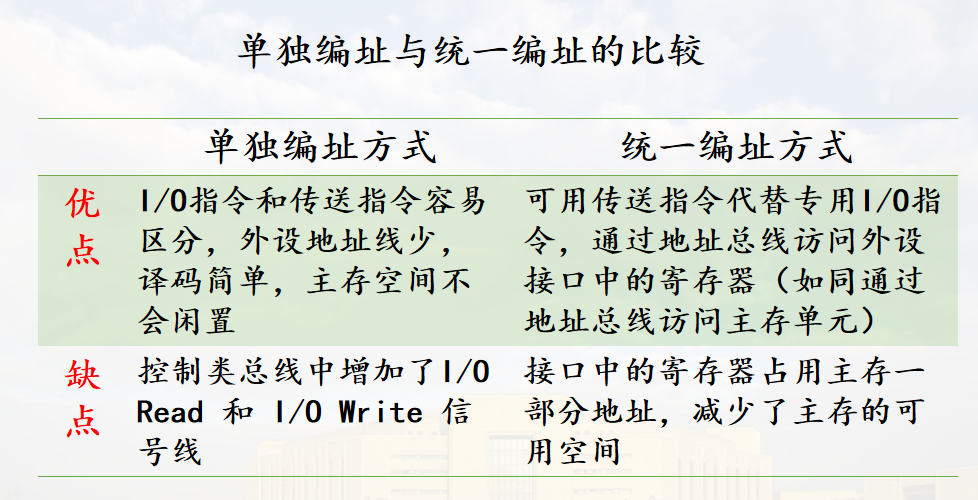 单独编址与统一编址的比较
单独编址方式
统一编址方式
优
点
I/O指令和传送指令容易
区分，外设地址线少，
译码简单，主存空间不
会闲置
可用传送指令代替专用I/O指
令，通过地址总线访问外设
接口中的寄存器（如同通过
地址总线访问主存单元）
缺
点
控制类总线中增加了I/O
Read 和 I/O Write 信
号线
接口中的寄存器占用主存一
部分地址，减少了主存的可
用空间